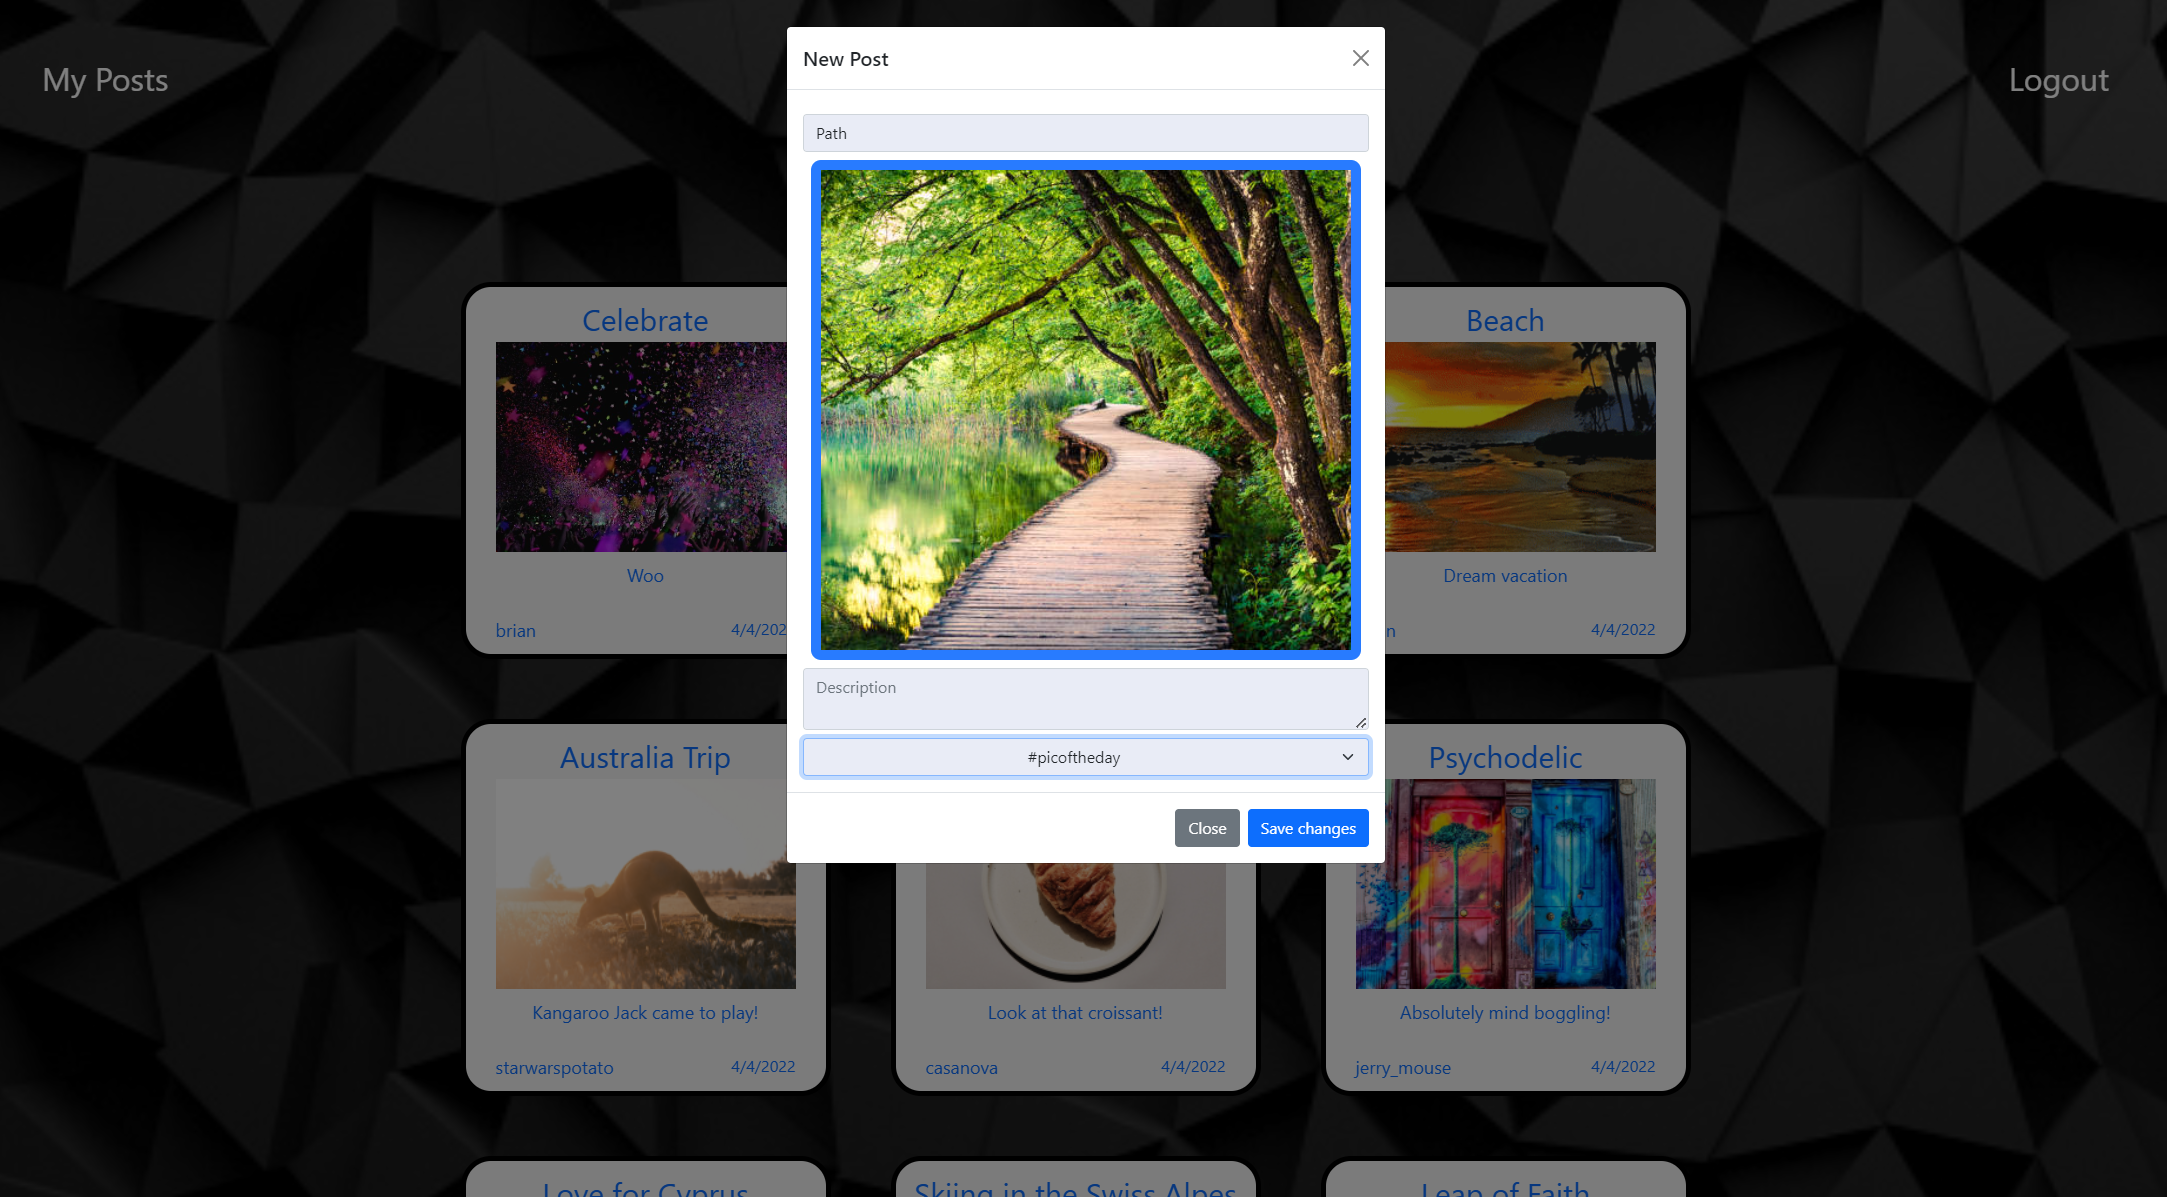 My Posts
Logout
New Post
Path
Description
#picoftheday
Close
Save changes
Celebrate
Woo
brian
4/4/202
Beach
Dream vacation
n
4/4/2022
Australia Trip
Kangaroo Jack came to play!
starwarspotato
4/4/2022
Look at that croissant!
casanova
4/4/2022
Psychodelic
Absolutely mind boggling!
jerry_mouse
4/4/2022
Love for Cyprus
Skiing in the Swiss Alpes
Leap of Faith